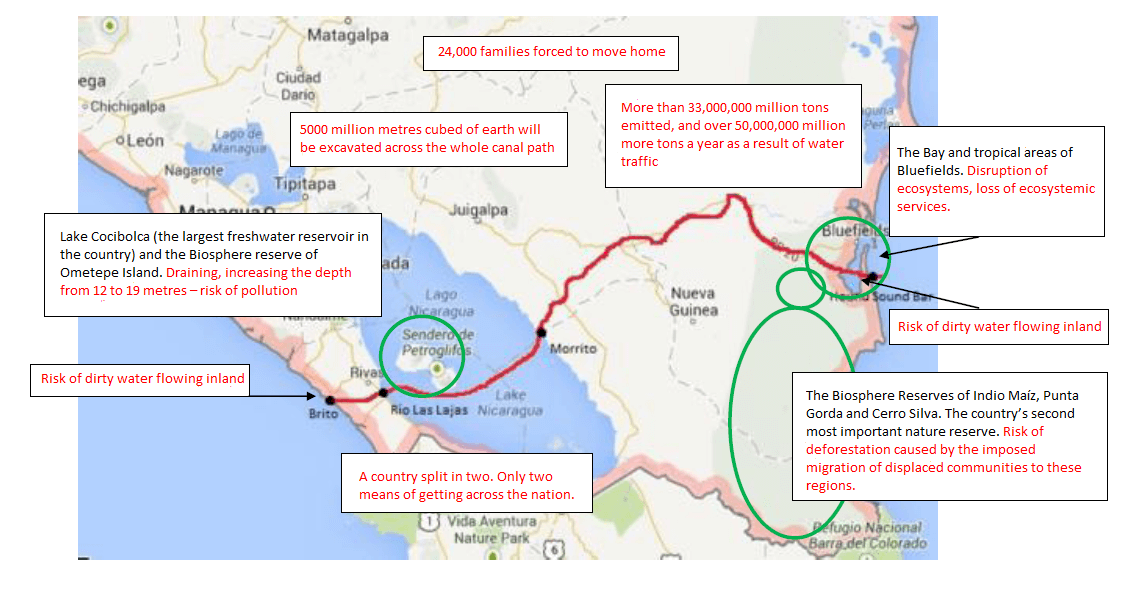 Matagalpa
24,000 families forced to move home
ega
Ciudad
Dario
Chichigalpa
León
Lago de
Managua
Nagarote
Tipitapa
5000 million metres cubed of earth will
be excavated across the whole canal path
More than 33,000,000 million tons
emitted, and over 50,000,000 million
more tons a year as a result of water
traffic
guna
Perlas
The Bay and tropical areas of
Bluefields. Disruption of
ecosystems, loss of ecosystemic
services.
Managua
Juigalpa
Lake Cocibolca (the largest freshwater reservoir in
the country) and the Biosphere reserve of
Ometepe Island. Draining, increasing the depth
from 12 to 19 metres – risk of pollution
ada
Bluefields
Lago
Nicaragua
Nueva
Guinea
Sound Bar
Risk of dirty water flowing inland
Sendero de
Petroglifos
Morrito
Rivas
Risk of dirty water flowing inland
Brito
Rio Las Lajas
Lake
Nicaragua
The Biosphere Reserves of Indio Maíz, Punta
Gorda and Cerro Silva. The country’s second
most important nature reserve. Risk of
deforestation caused by the imposed
migration of displaced communities to these
regions.
A country split in two. Only two
means of getting across the nation.
1
Vida Aventura
Nature Park
6
Refugio Nacional
Barra del Colorado